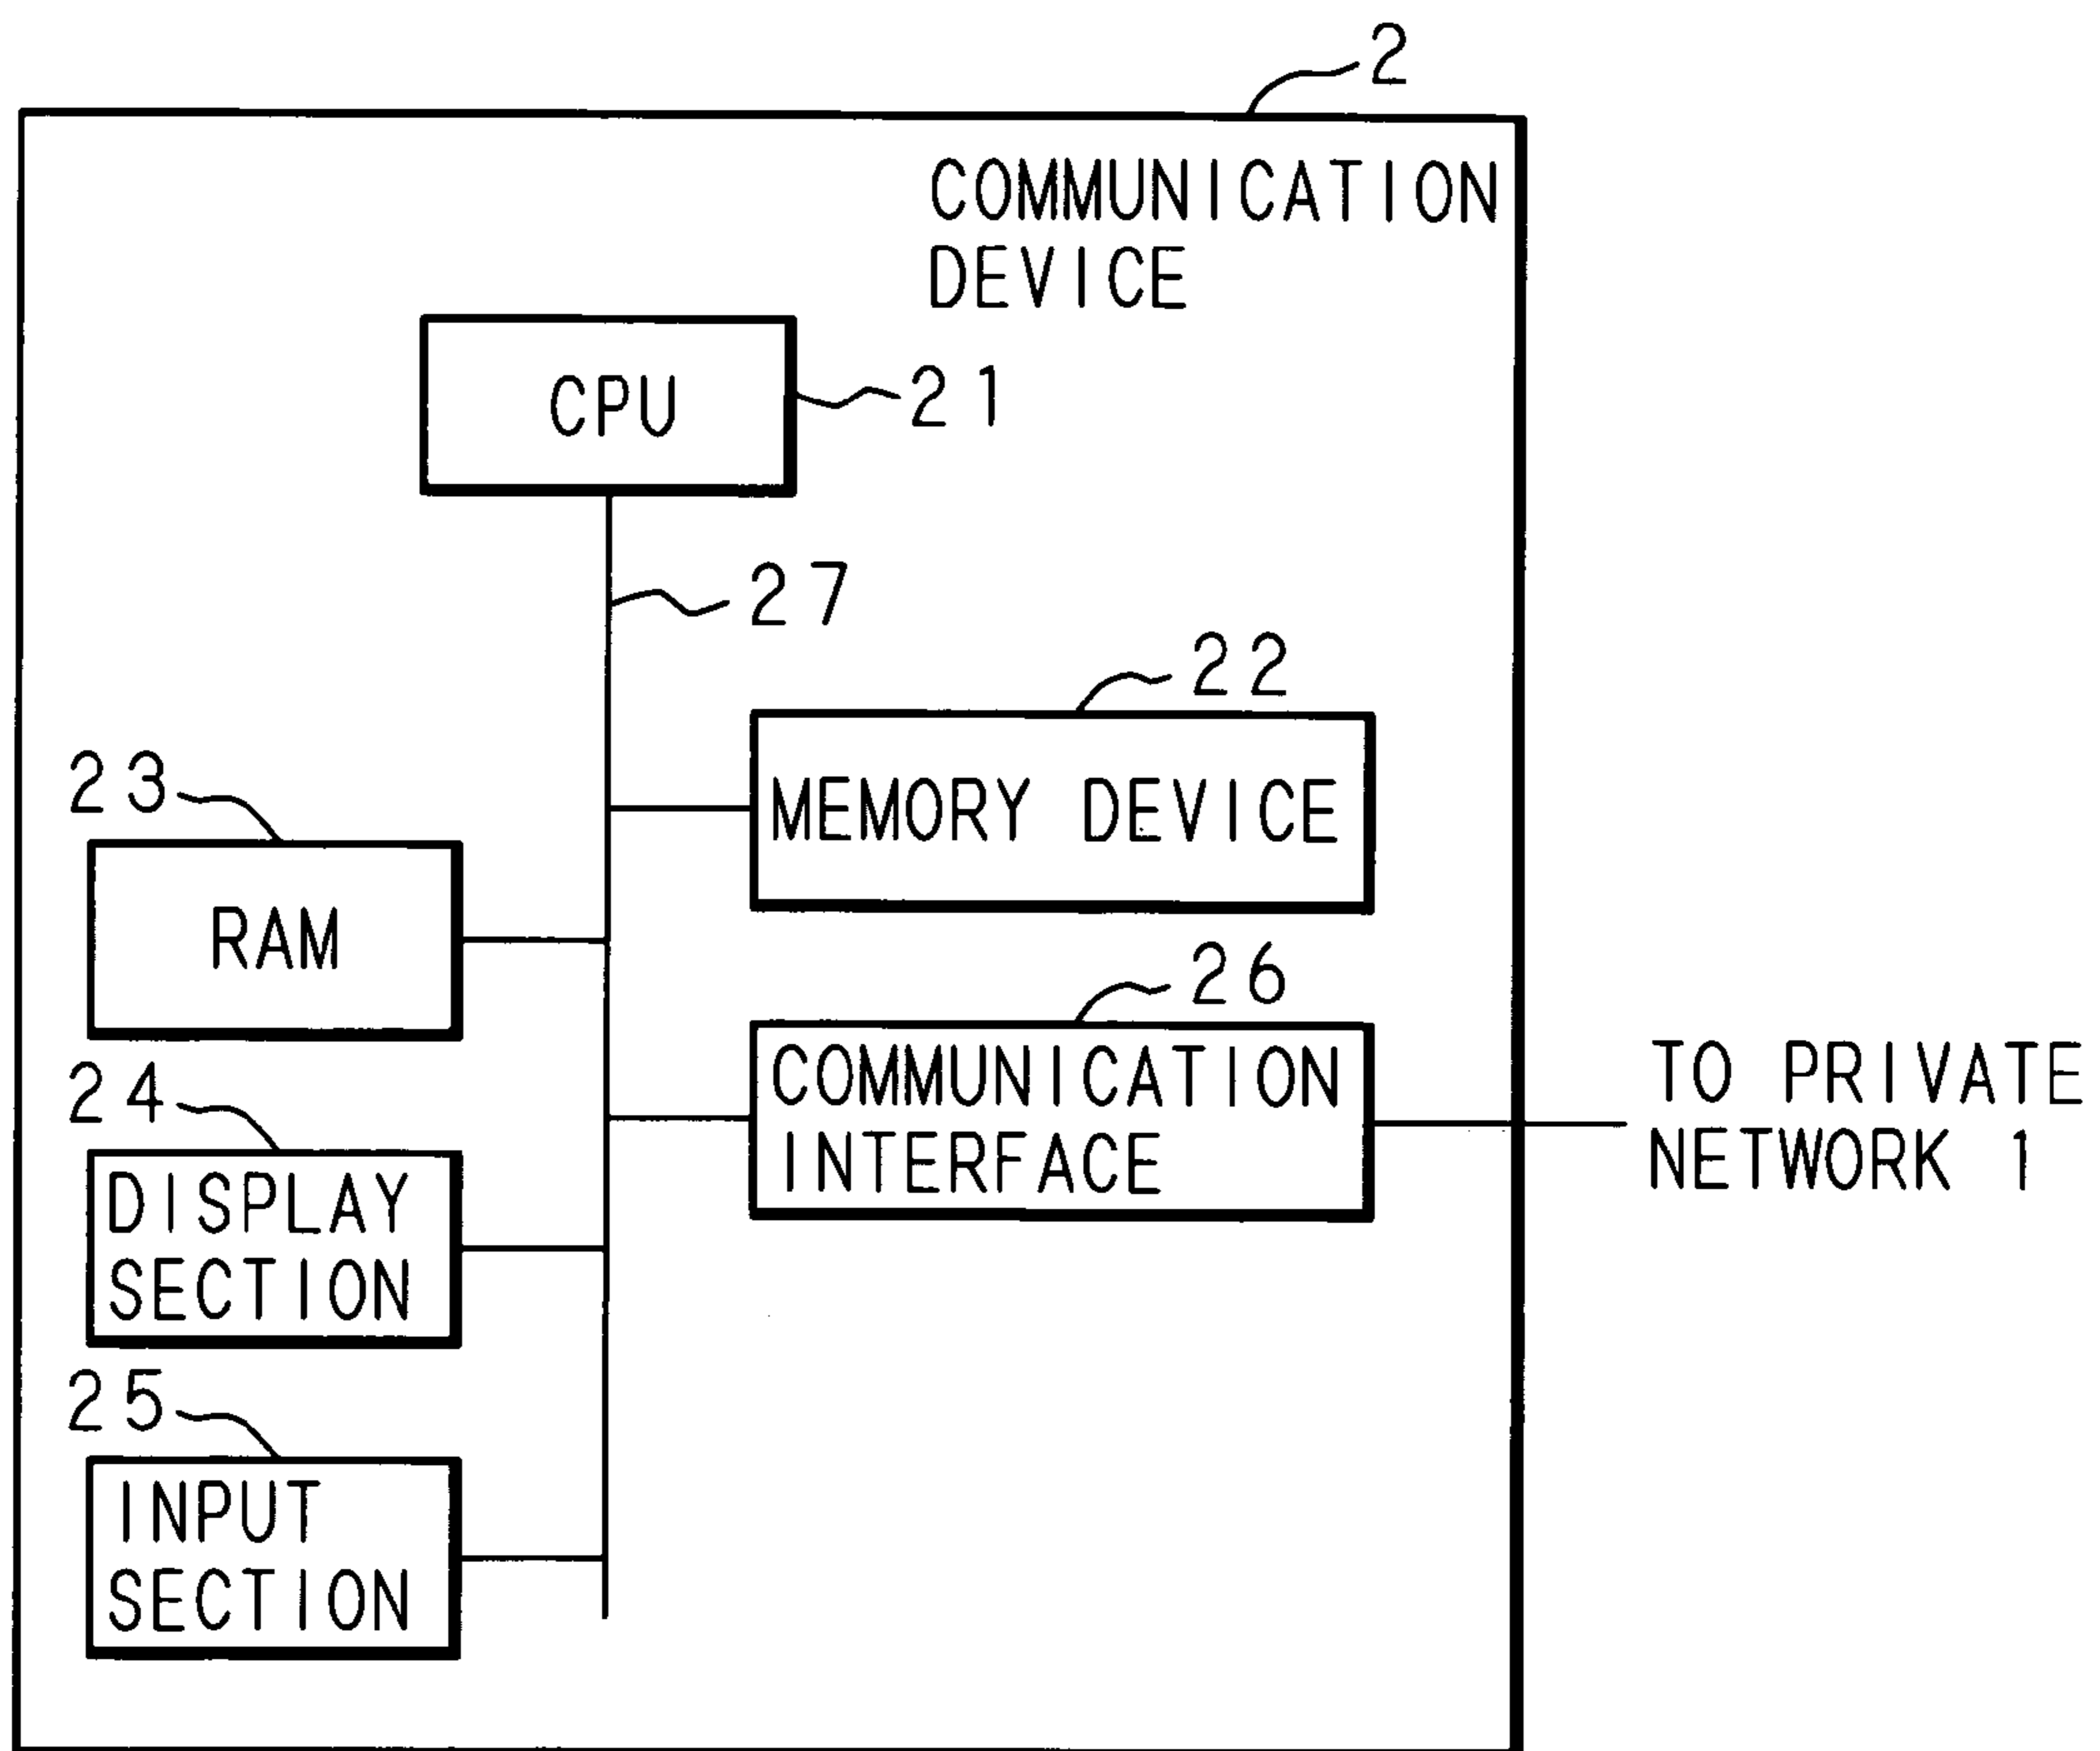 2
COMMUNICATION
DEVICE
CPU
21
27
22
MEMORY DEVICE
23
RAM
26
COMMUNICATION
INTERFACE
TO PRIVATE
NETWORK 1
24
DISPLAY
SECTION
25
INPUT
SECTION